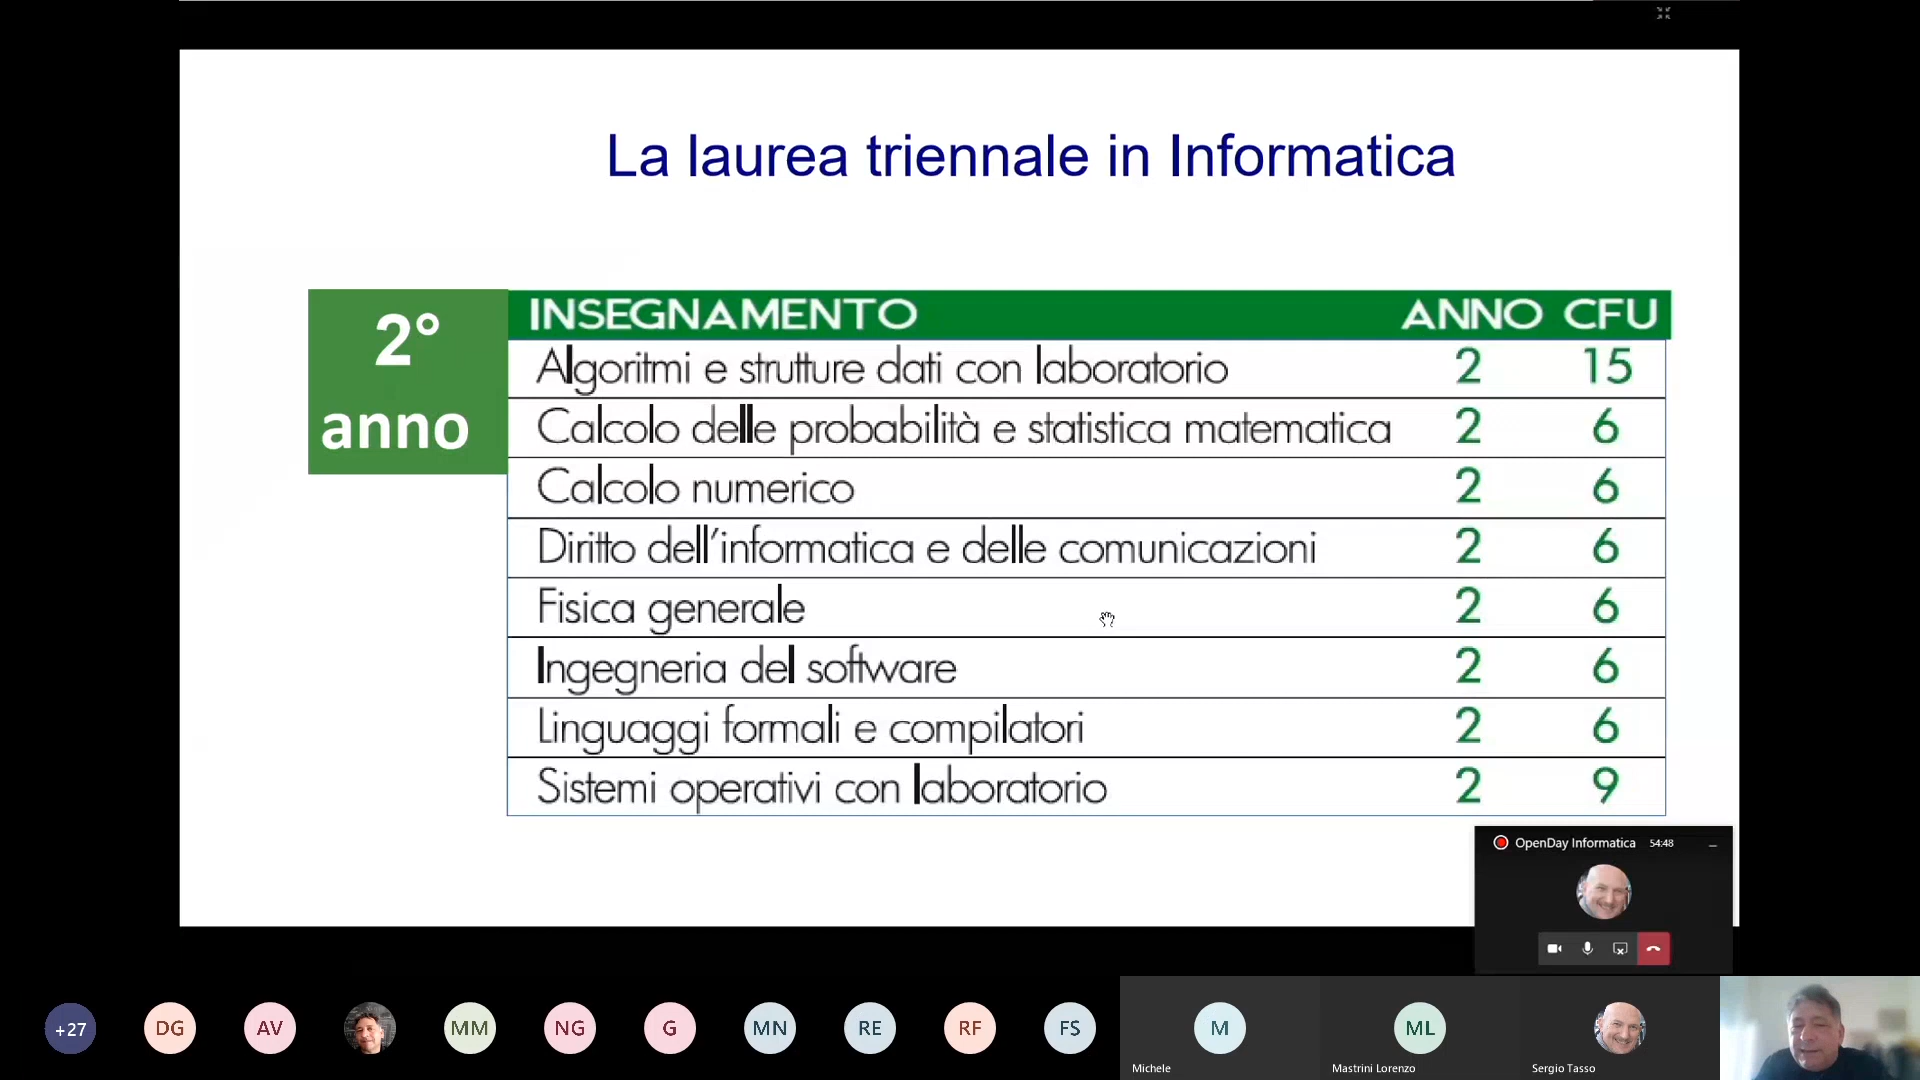 La laurea triennale in Informatica
2°
anno
INSEGNAMENTO ANNO CFU
Algoritmi e strutture dati con laboratorio 2 15
Calcolo delle probabilità e statistica matematica 2 6
Calcolo numerico 2 6
Diritto dell'informatica e delle comunicazioni 2 6
Fisica generale 2 6
Ingegneria del software 2 6
Linguaggi formali e compilatori 2 6
Sistemi operativi con laboratorio 2 9
OpenDay Informatica 54:48
+27 DG AV MM NG G MN RE RF FS M ML
Michele Mastrini Lorenzo Sergio Tasso